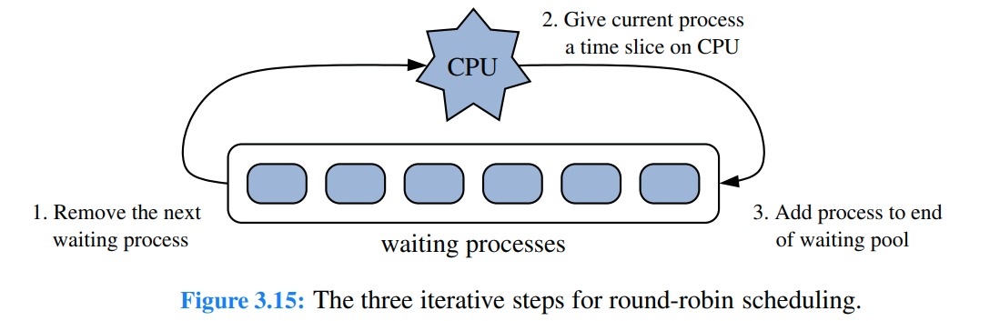 2. Give current process
a time slice on CPU
CPU
1. Remove the next
waiting process
waiting processes
3. Add process to end
of waiting pool
Figure 3.15: The three iterative steps for round-robin scheduling.